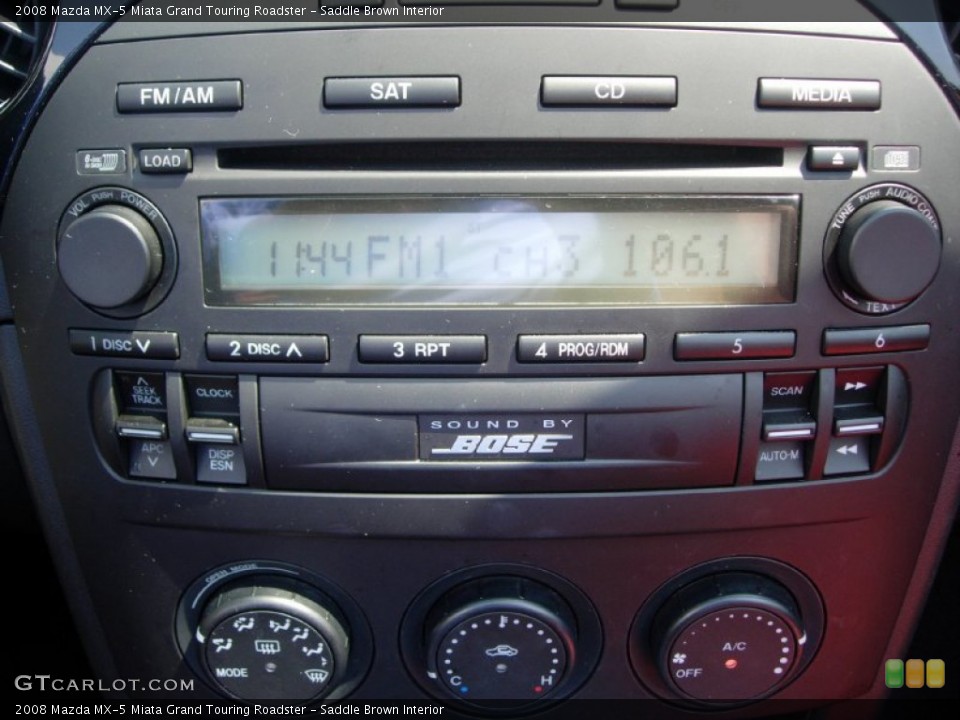 2008 Mazda MX-5 Miata Grand Touring Roadster - Saddle Brown Interior
FM/AM SAT CD MEDIA
LOAD
VOL PUSH POWER
TUNE PUSH AUDIO CONT
11:44 FM1 CH3 106.1
TEXT
1 DISC 2 DISC 3 RPT 4 PROG/RDM 5 6
SEEK TRACK CLOCK SCAN
SOUND BY
BOSE
APC DISP ESN AUTO-M
OPEN MODE
MODE C H A/C OFF
GTCARLOT.COM
2008 Mazda MX-5 Miata Grand Touring Roadster - Saddle Brown Interior